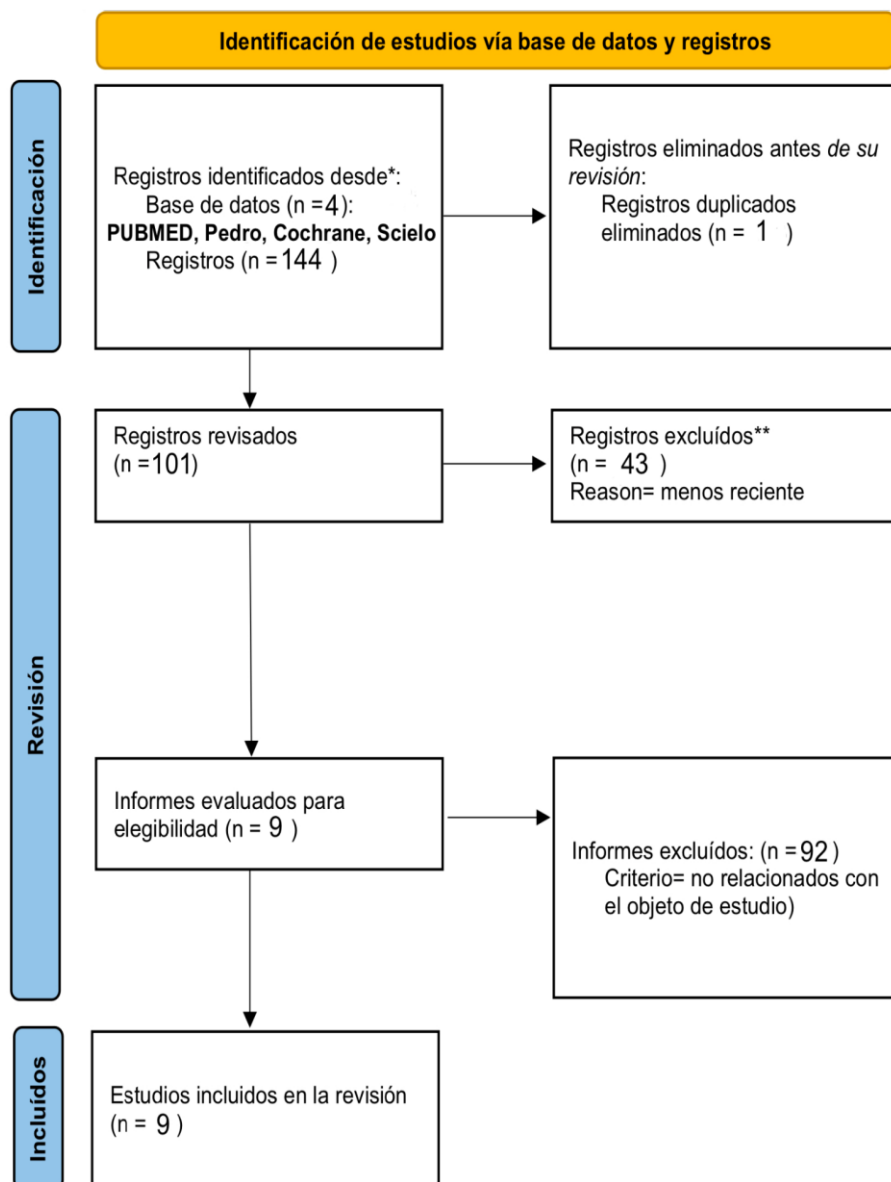 Identificación de estudios vía base de datos y registros
Identificación
Registros identificados desde*:
Base de datos (n =4):
PUBMED, Pedro, Cochrane, Scielo
Registros (n =144 )
Registros eliminados antes de su
revisión:
Registros duplicados
eliminados (n = 1 )
Revisión
Registros revisados
(n =101)
Registros excluídos**
(n = 43 )
Reason= menos reciente
Informes evaluados para
elegibilidad (n = 9 )
Informes excluídos: (n =92)
Criterio= no relacionados con
el objeto de estudio)
Incluídos
Estudios incluidos en la revisión
(n = 9 )